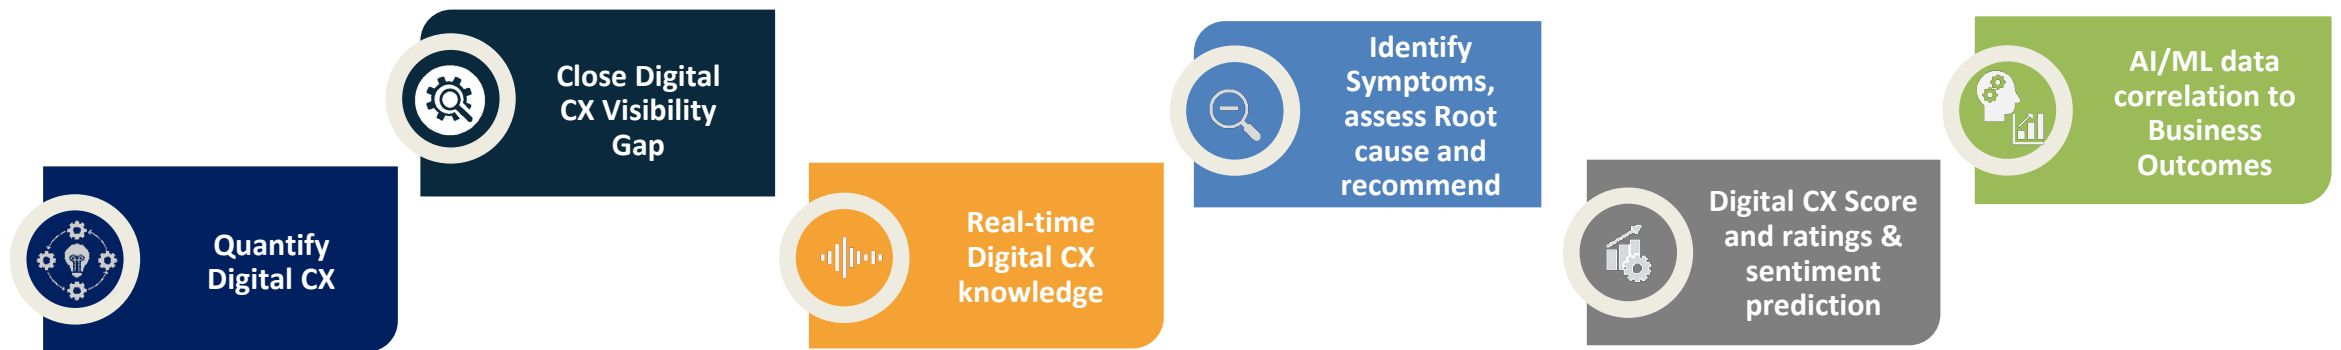 Quantify
Digital CX
Close Digital
CX Visibility
Gap
Real-time
Digital CX
knowledge
Identify
Symptoms,
assess Root
cause and
recommend
Digital CX Score
and ratings &
sentiment
prediction
AI/ML data
correlation to
Business
Outcomes